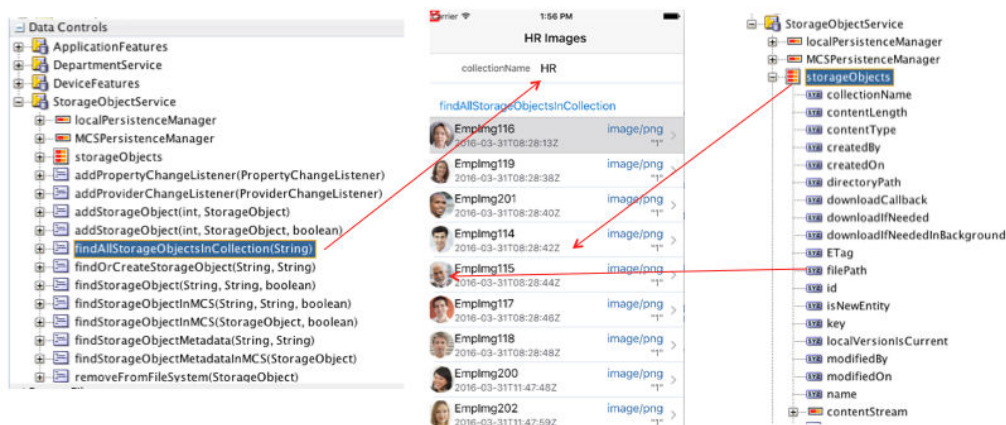 Data Controls
ApplicationFeatures
DepartmentService
DeviceFeatures
StorageObjectService
localPersistenceManager
MCSPersistenceManager
storageObjects
addPropertyChangeListener(PropertyChangeListener)
addProviderChangeListener(ProviderChangeListener)
addStorageObject(int, StorageObject)
addStorageObject(int, StorageObject, boolean)
findAllStorageObjectsInCollection(String)
findOrCreateStorageObject(String, String)
findStorageObject(String, String, boolean)
findStorageObjectInMCS(String, String, boolean)
findStorageObjectInMCS(StorageObject, boolean)
findStorageObjectMetadata(String, String)
findStorageObjectMetadataInMCS(StorageObject)
removeFromFileSystem(StorageObject)
1:56 PM
HR Images
collectionName HR
findAllStorageObjectsInCollection
EmpImg116 image/png
2016-03-31T08:28:13Z "1"
EmpImg119 image/png
2016-03-31T08:28:38Z "1"
EmpImg201 image/png
2016-03-31T08:28:40Z "1"
EmpImg114 image/png
2016-03-31T08:28:42Z "1"
EmpImg115 image/png
2016-03-31T08:28:44Z "1"
EmpImg117 image/png
2016-03-31T08:28:46Z "1"
EmpImg118 image/png
2016-03-31T08:28:48Z "1"
EmpImg200 image/png
2016-03-31T11:47:48Z "1"
EmpImg202 image/png
2016-03-31T11:47:59Z "1"
StorageObjectService
localPersistenceManager
MCSPersistenceManager
storageObjects
collectionName
contentLength
contentType
createdBy
createdOn
directoryPath
downloadCallback
downloadIfNeeded
downloadIfNeededInBackground
ETag
filePath
id
isNewEntity
key
localVersionIsCurrent
modifiedBy
modifiedOn
name
contentStream